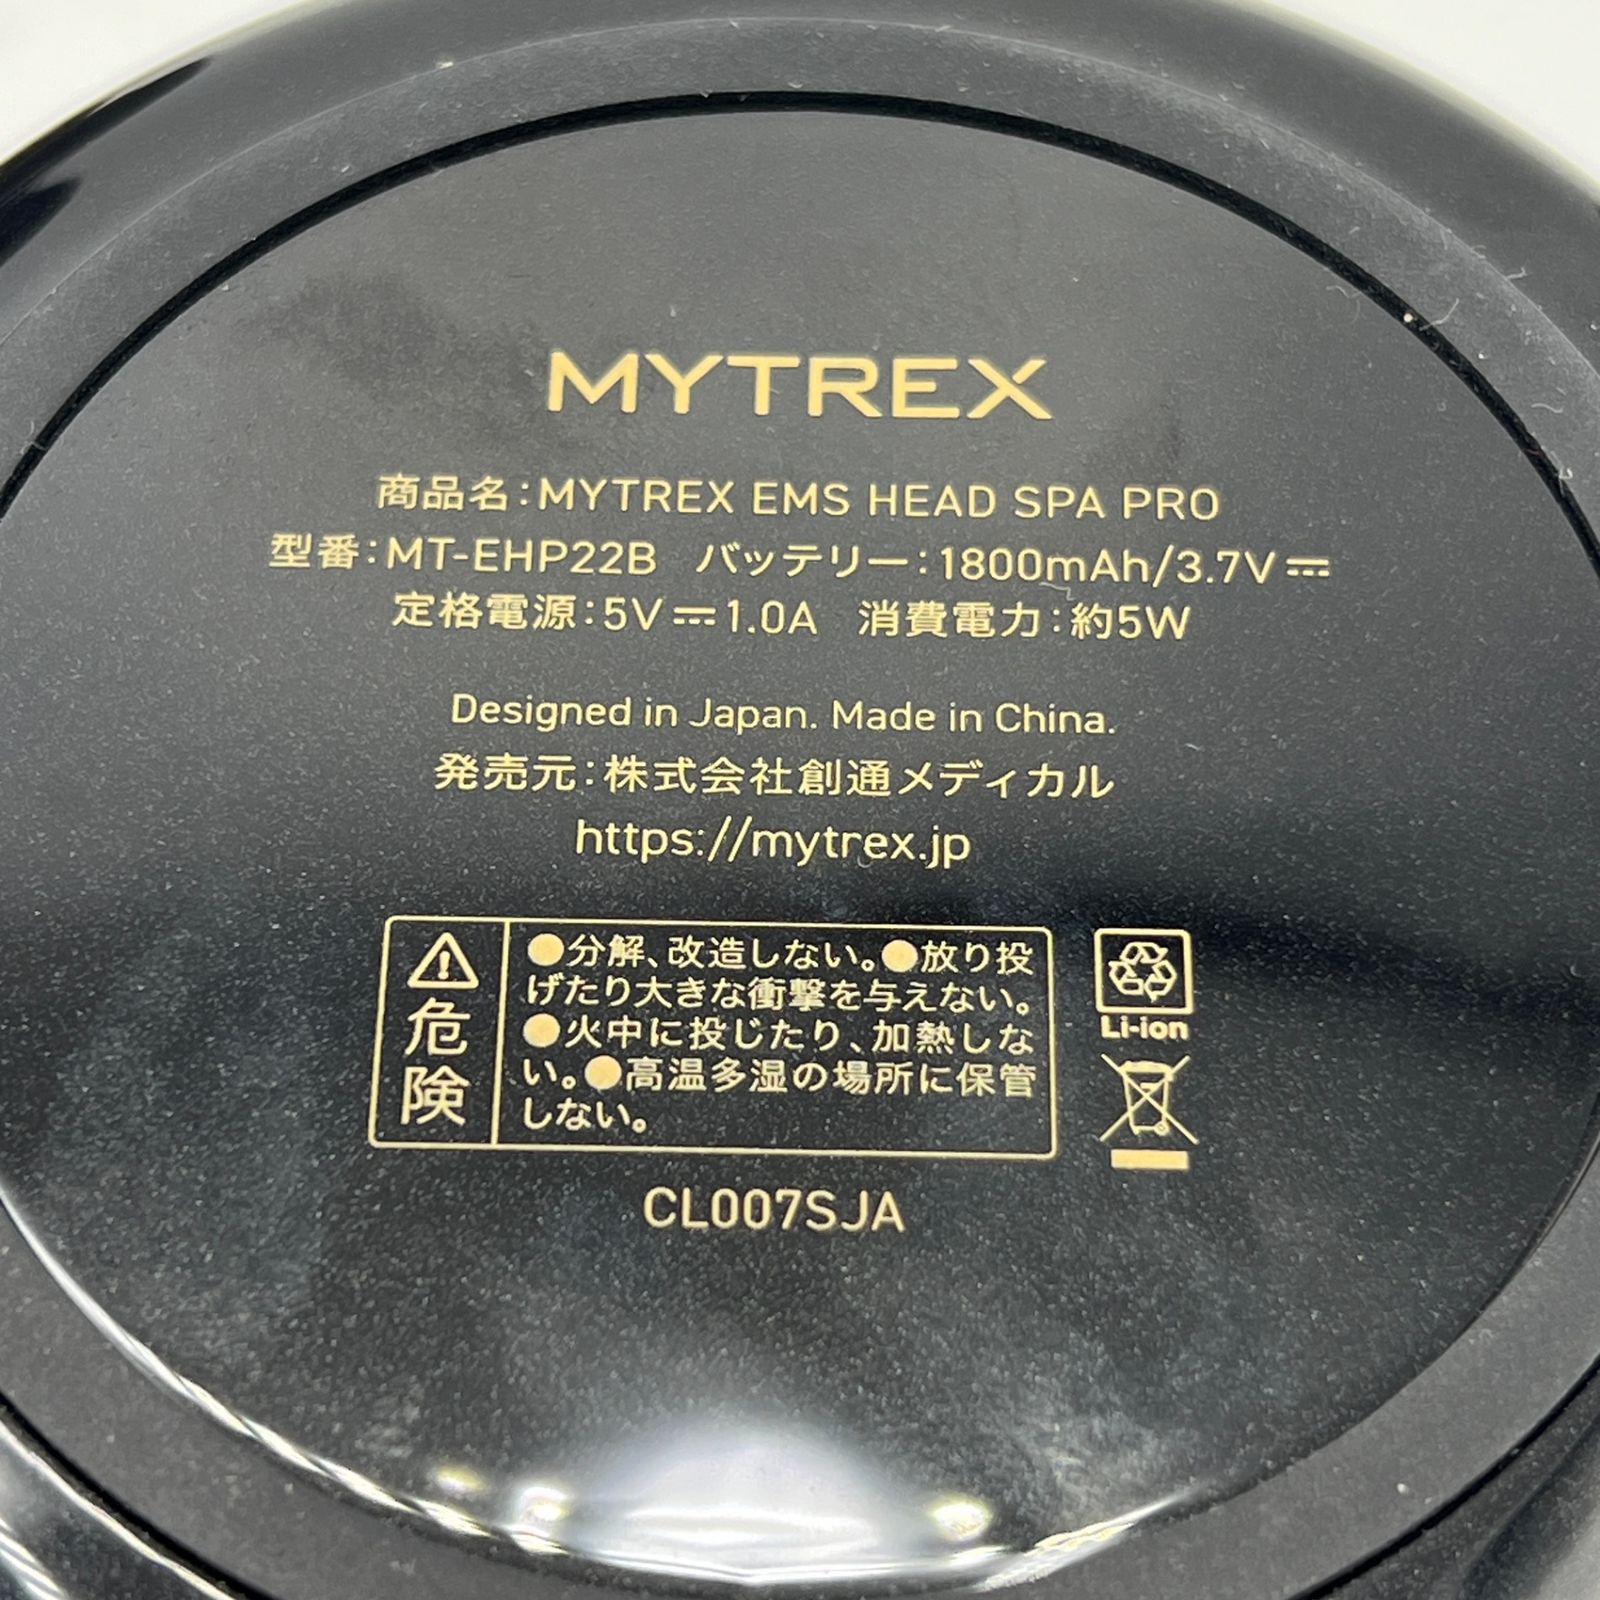 MYTREX
商品名：MYTREX EMS HEAD SPA PRO
型番：MT-EHP22B バッテリー：1800mAh/3.7V⎓
定格電源：5V⎓1.0A 消費電力：約5W
Designed in Japan. Made in China.
発売元：株式会社創通メディカル
https://mytrex.jp
危険
●分解、改造しない。●放り投
げたり大きな衝撃を与えない。
●火中に投じたり、加熱しな
い。●高温多湿の場所に保管
しない。
Li-ion
CL007SJA